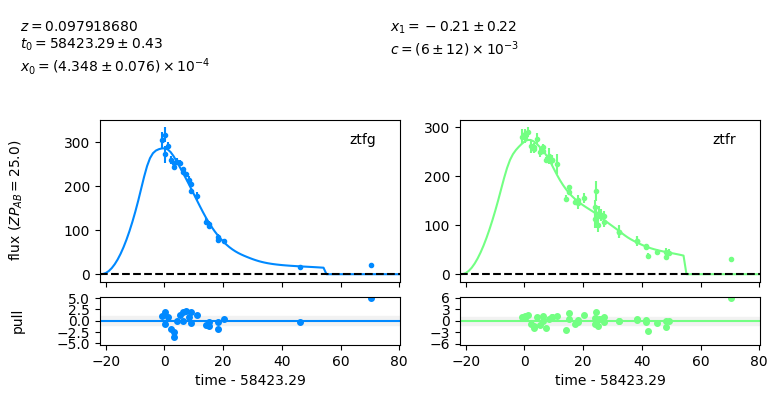 z = 0.097918680
t₀ = 58423.29 ± 0.43
x₀ = (4.348 ± 0.076) × 10⁻⁴
x₁ = −0.21 ± 0.22
c = (6 ± 12) × 10⁻³
flux (ZP_AB = 25.0)
300
200
100
0
ztfg
300
200
100
0
ztfr
pull
5.0
2.5
0.0
−2.5
−5.0
−20 0 20 40 60 80
time - 58423.29
6
3
0
−3
−6
−20 0 20 40 60 80
time - 58423.29